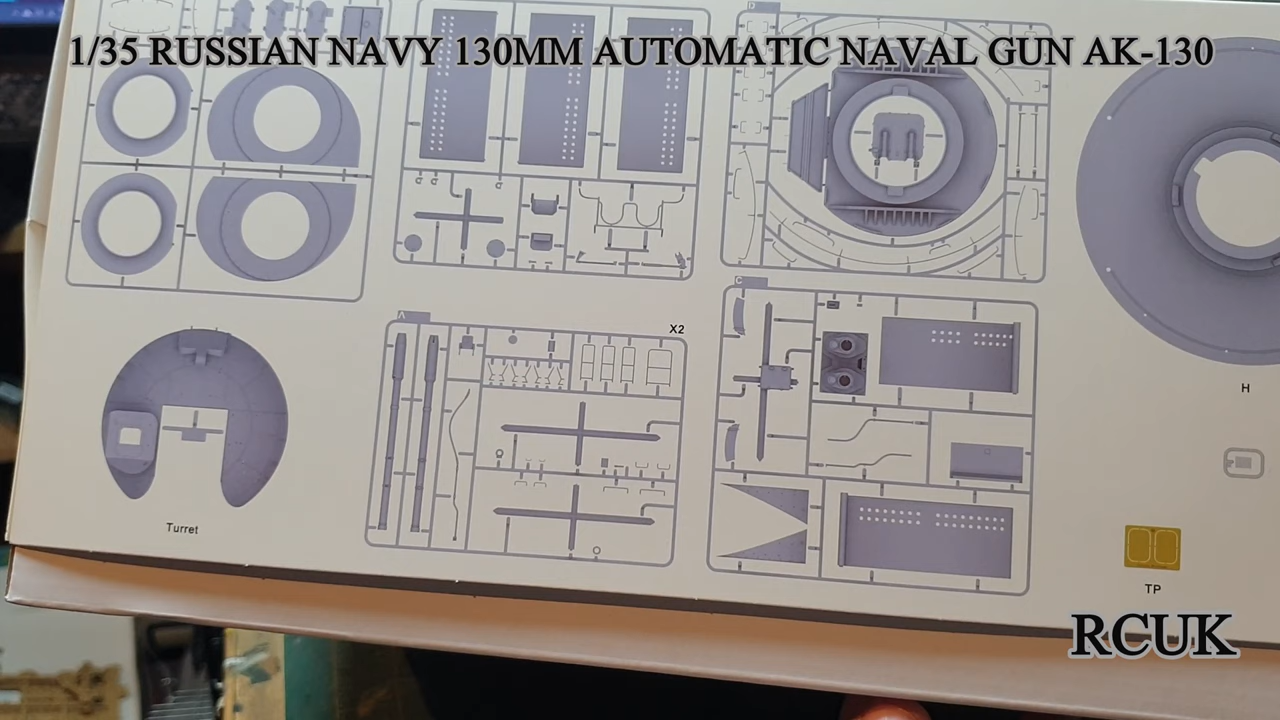 1/35 RUSSIAN NAVY 130MM AUTOMATIC NAVAL GUN AK-130
D
A
X2
C
H
Turret
TP
RCUK